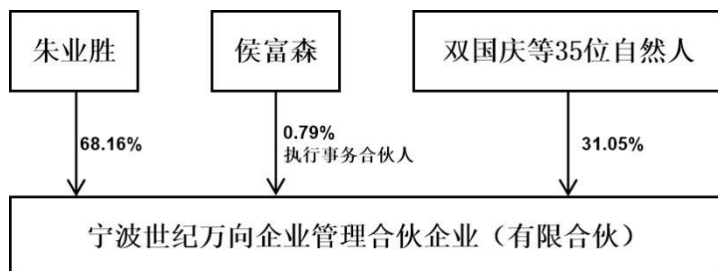 朱业胜
侯富森
双国庆等35位自然人
68.16%
0.79%
执行事务合伙人
31.05%
宁波世纪万向企业管理合伙企业（有限合伙）